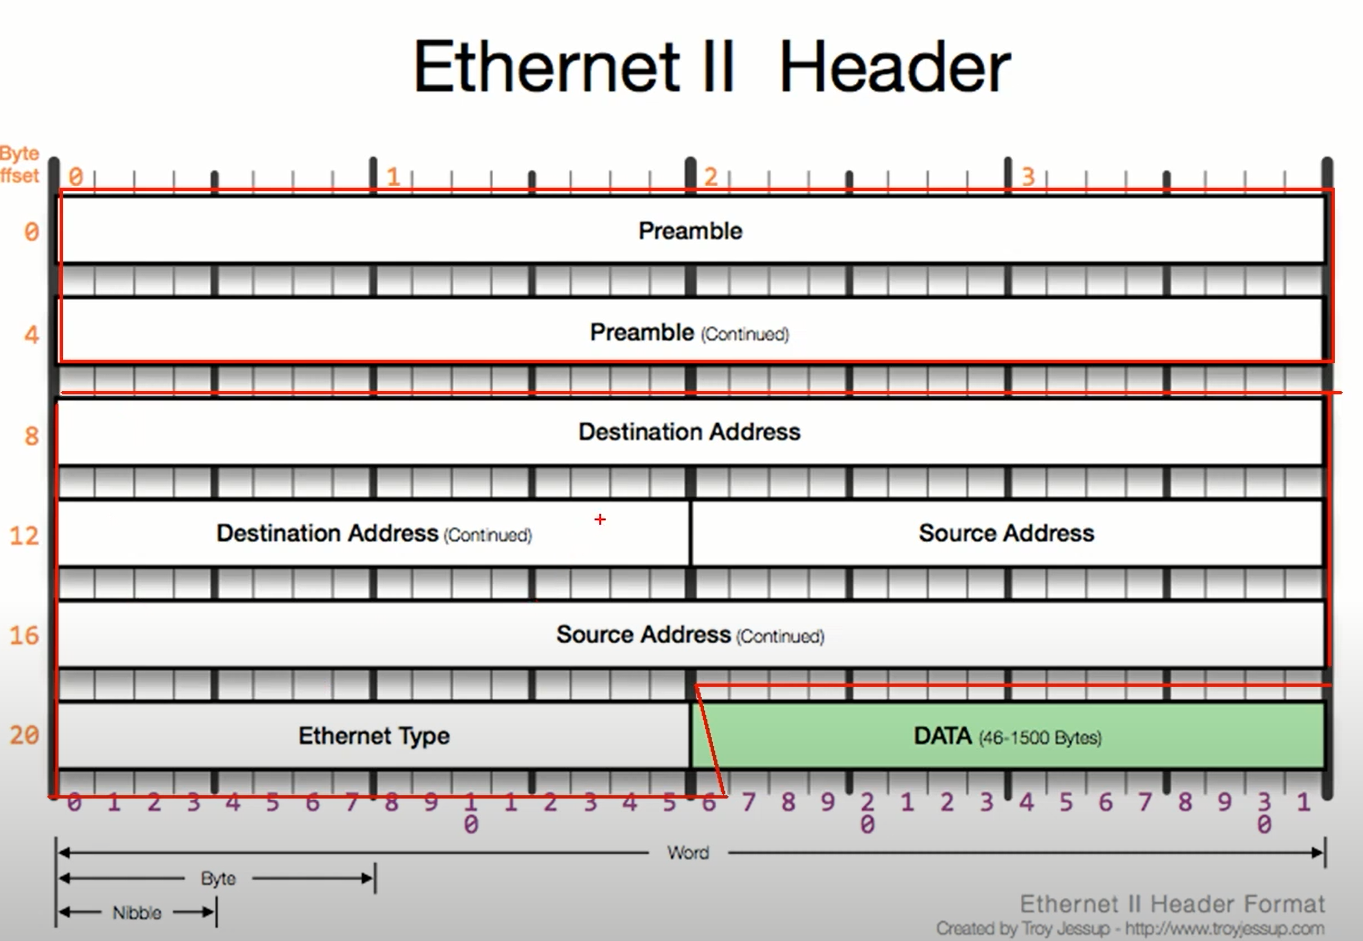 Ethernet II Header
Byte
ffset
0 1 2 3
0 Preamble
4 Preamble (Continued)
8 Destination Address
12 Destination Address (Continued) Source Address
16 Source Address (Continued)
20 Ethernet Type DATA (46-1500 Bytes)
0 1 2 3 4 5 6 7 8 9 1 1 2 3 4 5 6 7 8 9 2 1 2 3 4 5 6 7 8 9 3 1
0 0 0
Word
Byte
Nibble
Ethernet II Header Format
Created by Troy Jessup - http://www.troyjessup.com